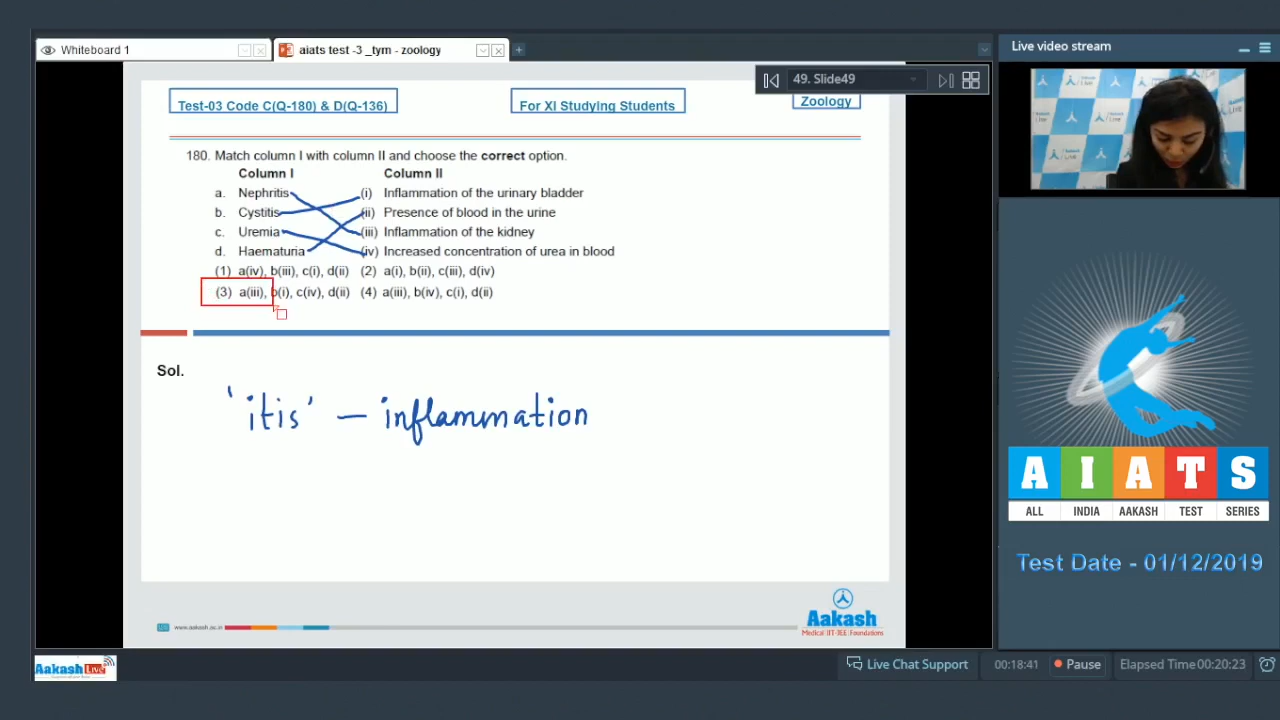 Whiteboard 1
aiats test -3 _tym - zoology
Live video stream
49. Slide49
Test-03 Code C(Q-180) & D(Q-136)
For XI Studying Students
Zoology
180. Match column I with column II and choose the correct option.
Column I Column II
a. Nephritis (i) Inflammation of the urinary bladder
b. Cystitis (ii) Presence of blood in the urine
c. Uremia (iii) Inflammation of the kidney
d. Haematuria (iv) Increased concentration of urea in blood
(1) a(iv), b(iii), c(i), d(ii) (2) a(i), b(ii), c(iii), d(iv)
(3) a(iii), b(i), c(iv), d(ii) (4) a(iii), b(iv), c(i), d(ii)
Sol.
'itis' — inflammation
www.aakash.ac.in
Aakash
Medical|IIT-JEE|Foundations
A I A T S
ALL INDIA AAKASH TEST SERIES
Test Date - 01/12/2019
Aakash Live
Live Chat Support
00:18:41
Pause
Elapsed Time 00:20:23